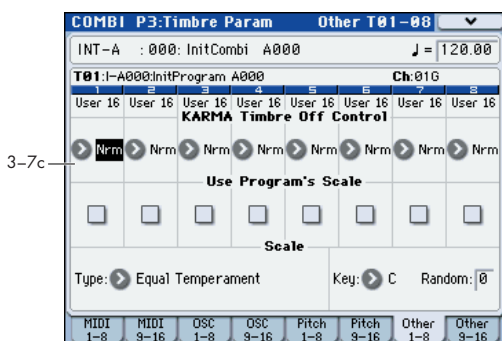 COMBI P3:Timbre Param Other T01-08
INT-A : 000: InitCombi A000 ♩= 120.00
T01:I-A000:InitProgram A000 Ch:01G
1 2 3 4 5 6 7 8
User 16 User 16 User 16 User 16 User 16 User 16 User 16 User 16
KARMA Timbre Off Control
3–7c
Nrm Nrm Nrm Nrm Nrm Nrm Nrm Nrm
Use Program's Scale
Scale
Type: Equal Temperament Key: C Random: 0
MIDI 1-8 MIDI 9-16 OSC 1-8 OSC 9-16 Pitch 1-8 Pitch 9-16 Other 1-8 Other 9-16